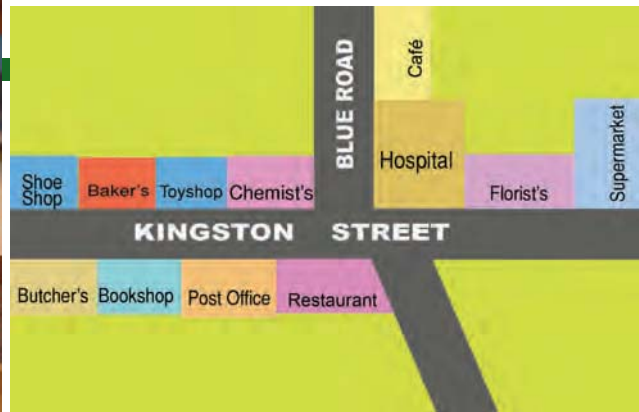 Café
BLUE ROAD
Hospital
Supermarket
Shoe
Shop
Baker's
Toyshop
Chemist's
Florist's
KINGSTON STREET
Butcher's
Bookshop
Post Office
Restaurant